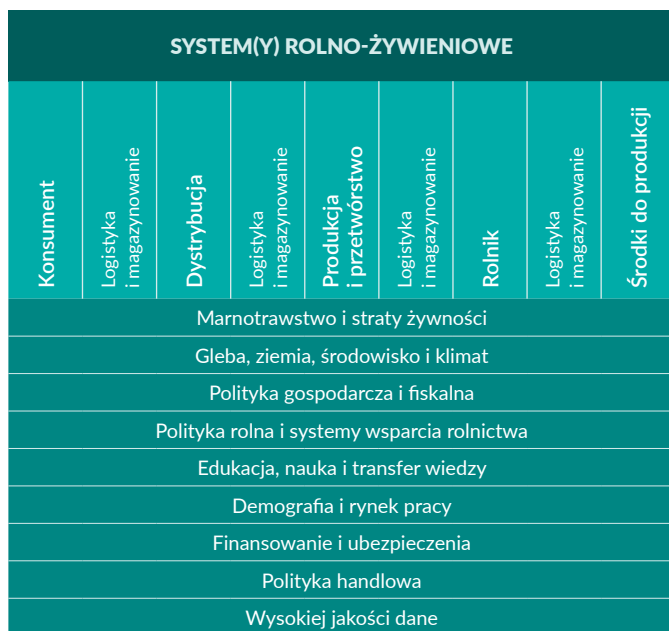 SYSTEM(Y) ROLNO-ŻYWIENIOWE
Konsument
Logistyka
i magazynowanie
Dystrybucja
Logistyka
i magazynowanie
Produkcja
i przetwórstwo
Logistyka
i magazynowanie
Rolnik
Logistyka
i magazynowanie
Środki do produkcji
Marnotrawstwo i straty żywności
Gleba, ziemia, środowisko i klimat
Polityka gospodarcza i fiskalna
Polityka rolna i systemy wsparcia rolnictwa
Edukacja, nauka i transfer wiedzy
Demografia i rynek pracy
Finansowanie i ubezpieczenia
Polityka handlowa
Wysokiej jakości dane